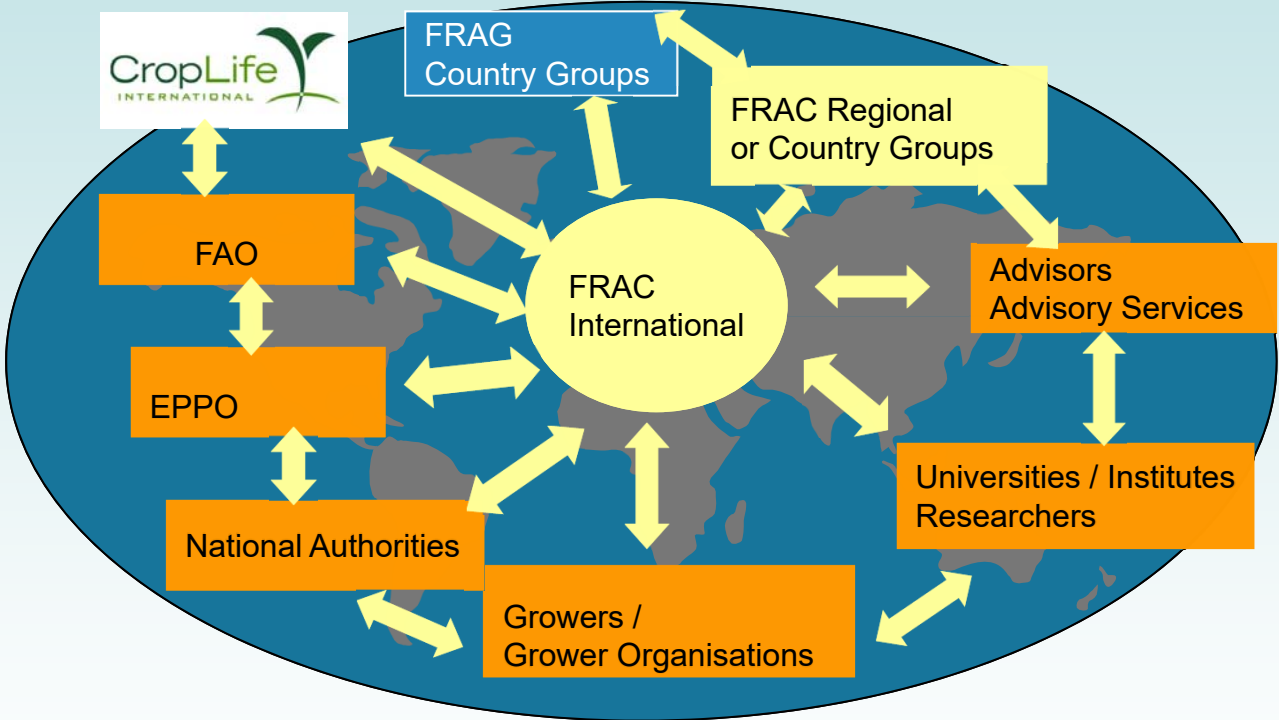 CropLife
INTERNATIONAL
FRAG
Country Groups
FRAC Regional
or Country Groups
FAO
FRAC
International
Advisors
Advisory Services
EPPO
Universities / Institutes
Researchers
National Authorities
Growers /
Grower Organisations